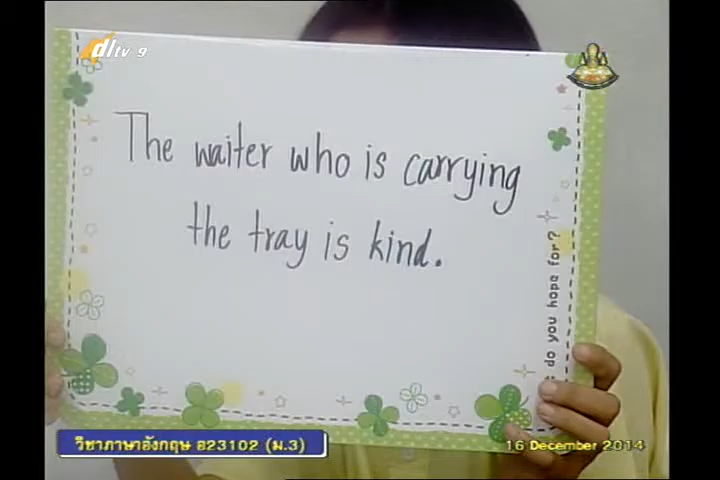 dltv 9
The waiter who is carrying
the tray is kind.
do you hope for?
วิชาภาษาอังกฤษ อ23102 (ม.3)
16 December 2014